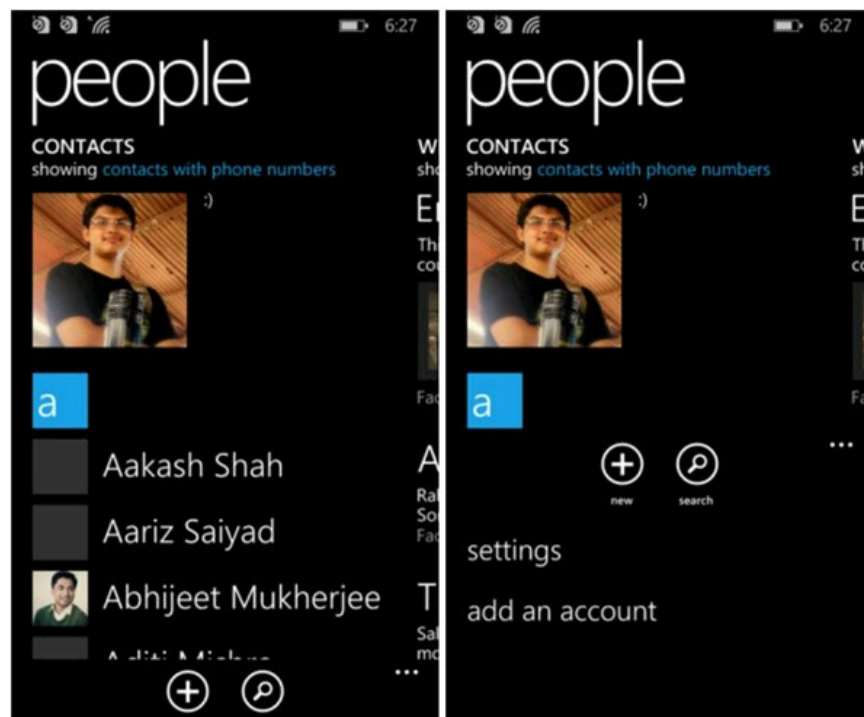 6:27
people
CONTACTS
showing contacts with phone numbers
:)
a
Aakash Shah
Aariz Saiyad
Abhijeet Mukherjee
...
6:27
people
CONTACTS
showing contacts with phone numbers
:)
a
...
new
search
settings
add an account